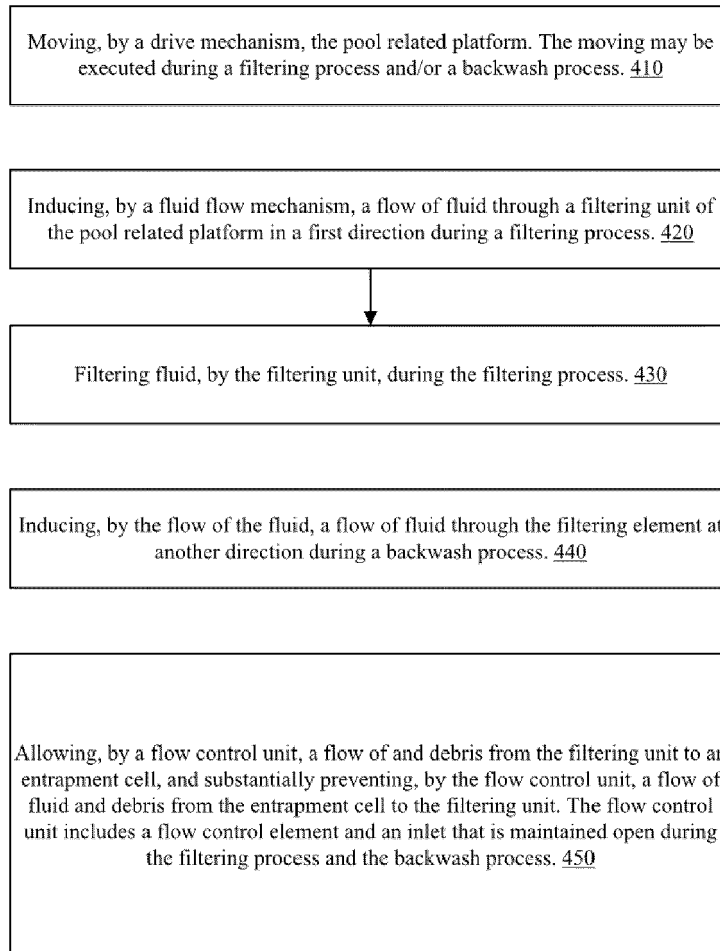 Moving, by a drive mechanism, the pool related platform. The moving may be
executed during a filtering process and/or a backwash process. 410
Inducing, by a fluid flow mechanism, a flow of fluid through a filtering unit of
the pool related platform in a first direction during a filtering process. 420
Filtering fluid, by the filtering unit, during the filtering process. 430
Inducing, by the flow of the fluid, a flow of fluid through the filtering element at
another direction during a backwash process. 440
Allowing, by a flow control unit, a flow of and debris from the filtering unit to an
entrapment cell, and substantially preventing, by the flow control unit, a flow of
fluid and debris from the entrapment cell to the filtering unit. The flow control
unit includes a flow control element and an inlet that is maintained open during
the filtering process and the backwash process. 450